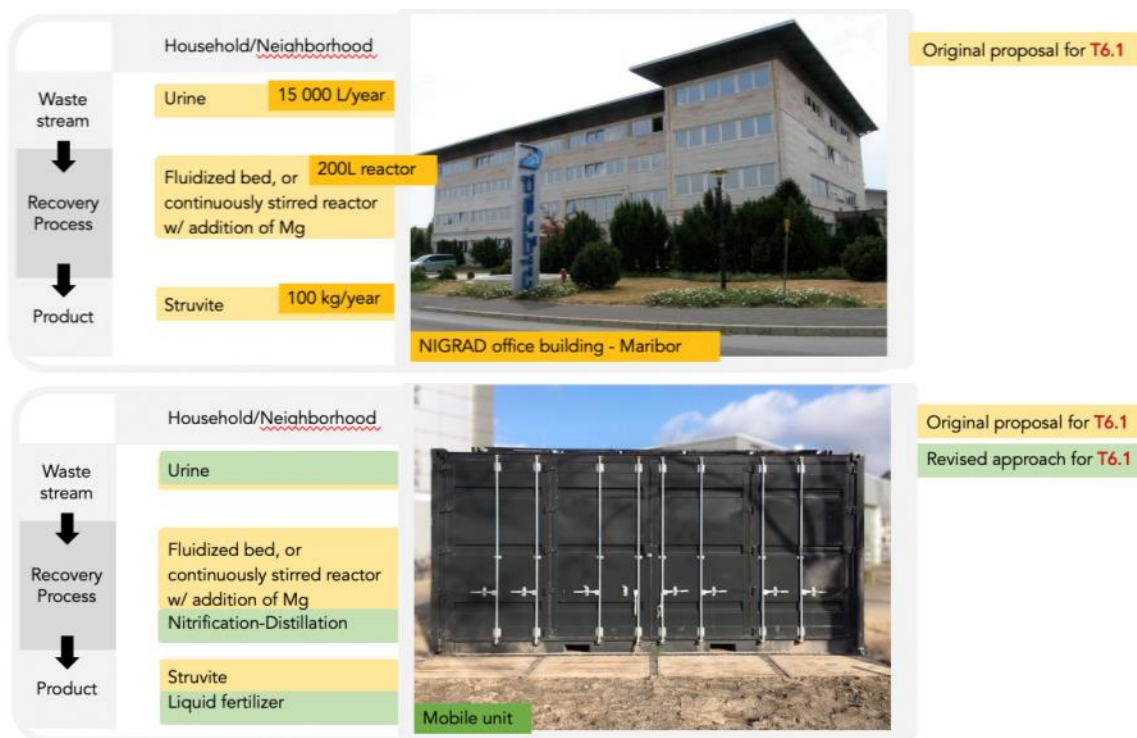 Household/Neighborhood
Original proposal for T6.1
Waste
stream
Urine
15 000 L/year
Recovery
Process
Fluidized bed, or
continuously stirred reactor
w/ addition of Mg
200L reactor
Product
Struvite
100 kg/year
NIGRAD office building - Maribor
Household/Neighborhood
Original proposal for T6.1
Revised approach for T6.1
Waste
stream
Urine
Recovery
Process
Fluidized bed, or
continuously stirred reactor
w/ addition of Mg
Nitrification-Distillation
Product
Struvite
Liquid fertilizer
Mobile unit